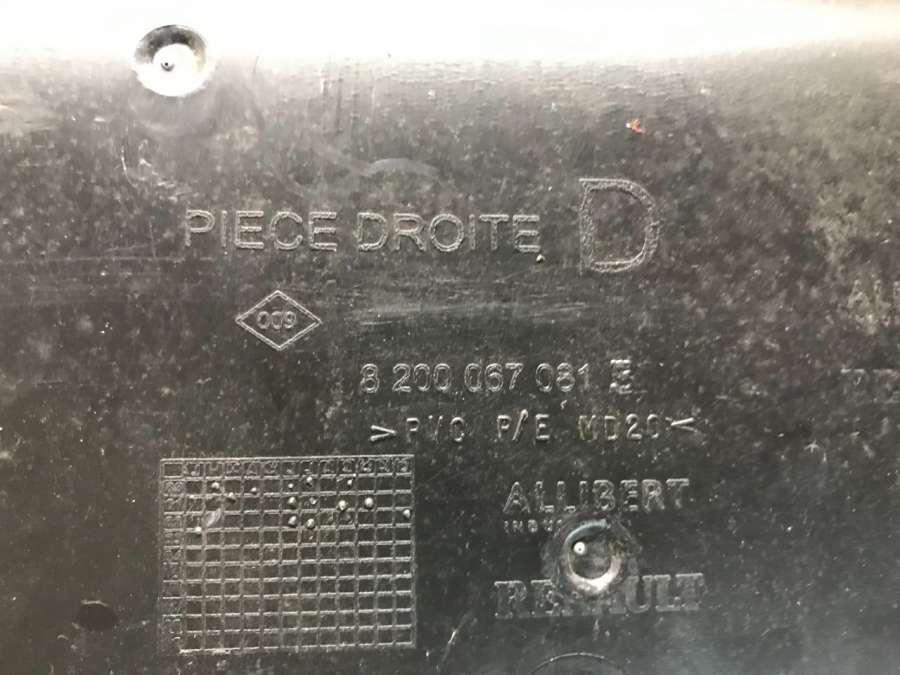 PIECE DROITE D
009
8 200 067 081 E
>PVC P/E MD20<
ALLIBERT
RENAULT